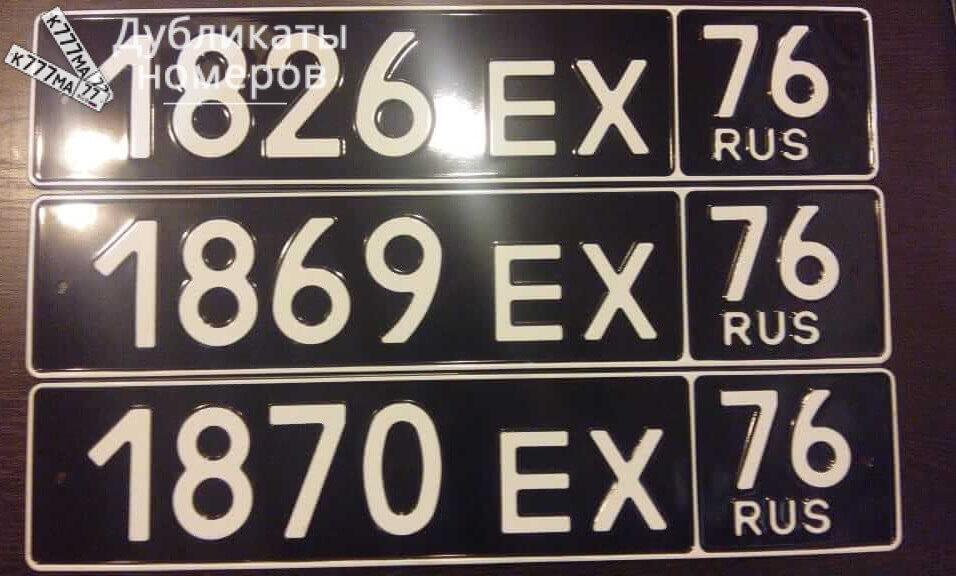 К777МА 77
К777МА 77
Дубликаты
номеров
1826 ЕХ 76
RUS
1869 ЕХ 76
RUS
1870 ЕХ 76
RUS